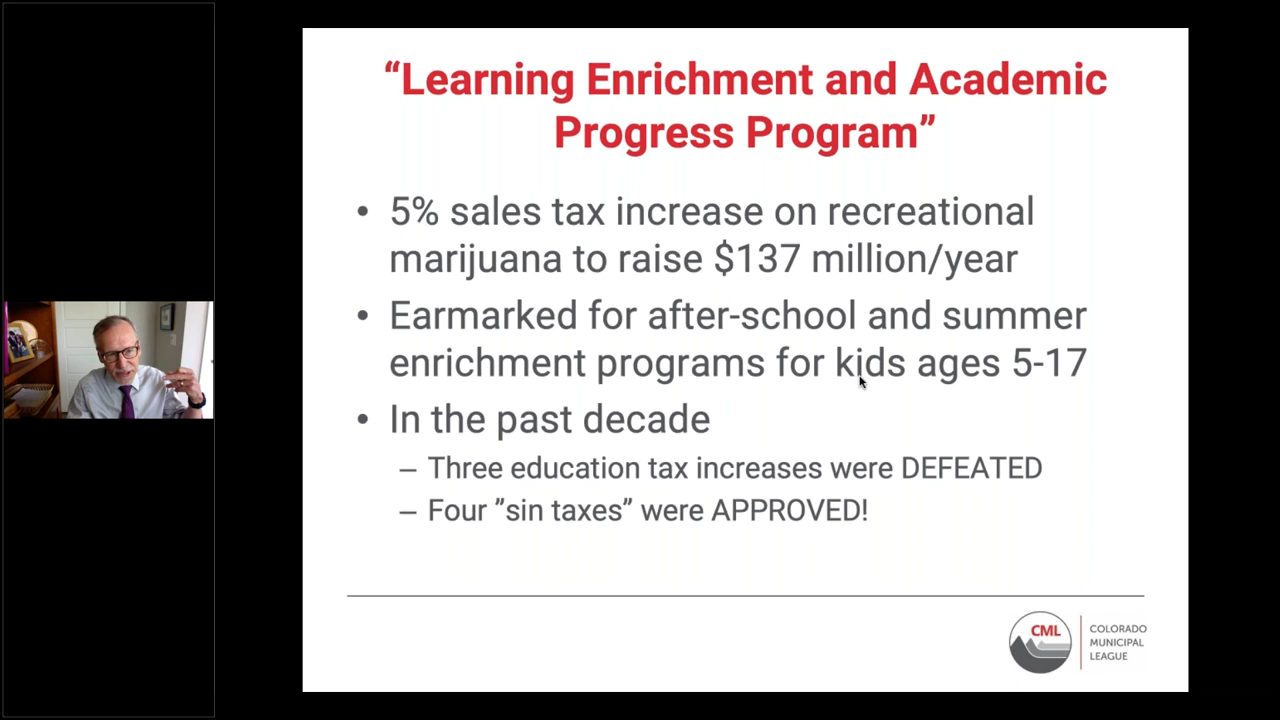 “Learning Enrichment and Academic
Progress Program”
• 5% sales tax increase on recreational
marijuana to raise $137 million/year
• Earmarked for after-school and summer
enrichment programs for kids ages 5-17
• In the past decade
– Three education tax increases were DEFEATED
– Four ”sin taxes” were APPROVED!
CML
COLORADO
MUNICIPAL
LEAGUE